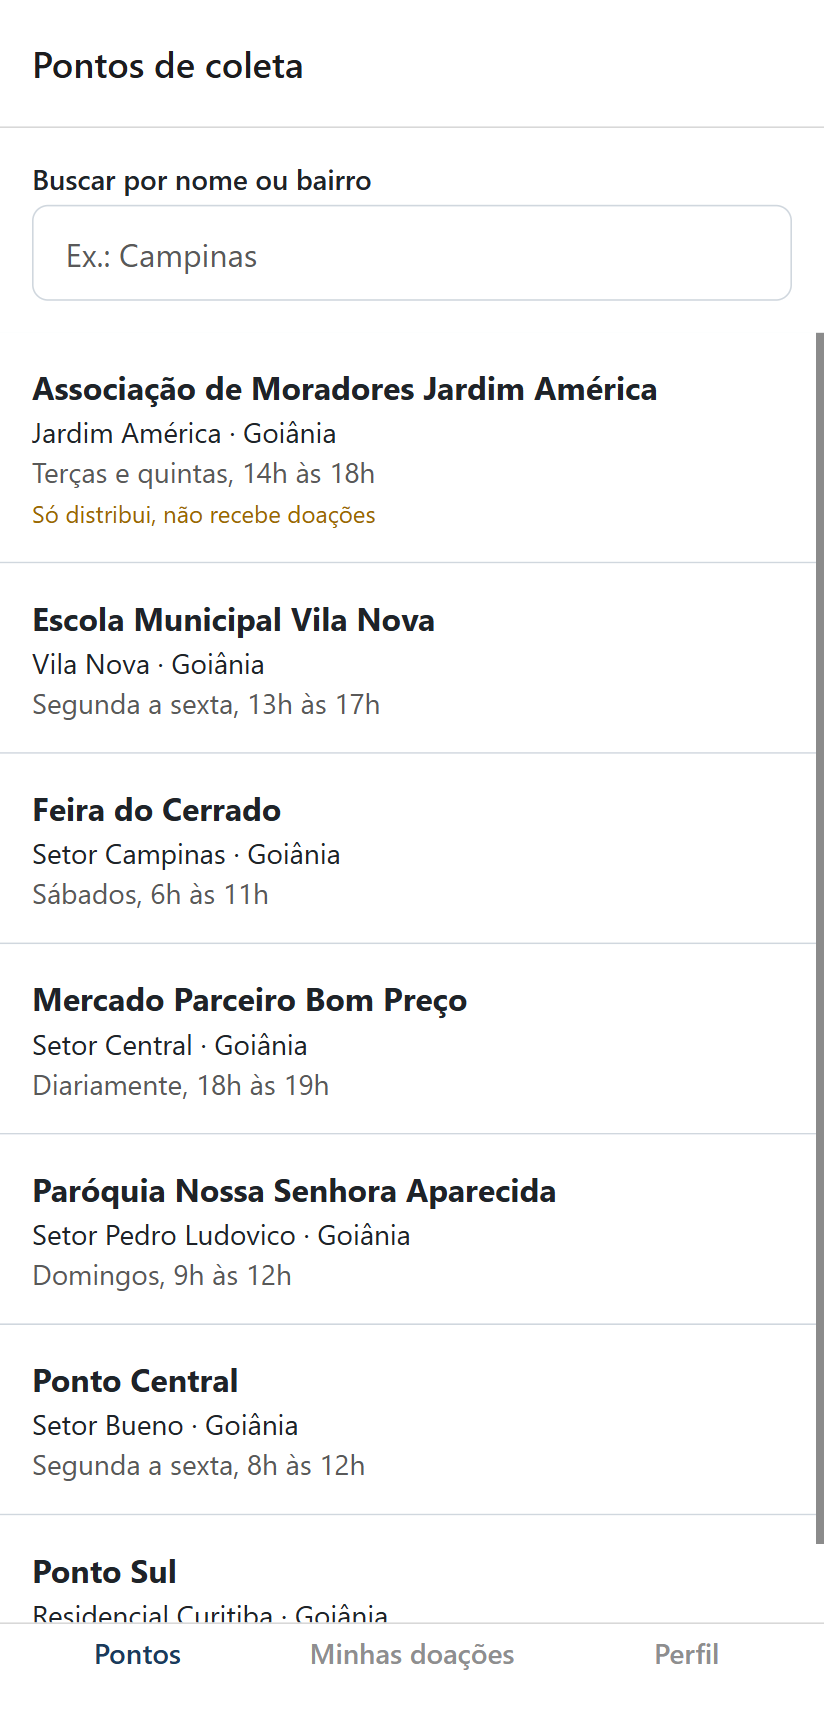 Pontos de coleta
Buscar por nome ou bairro
Ex.: Campinas
Associação de Moradores Jardim América
Jardim América · Goiânia
Terças e quintas, 14h às 18h
Só distribui, não recebe doações
Escola Municipal Vila Nova
Vila Nova · Goiânia
Segunda a sexta, 13h às 17h
Feira do Cerrado
Setor Campinas · Goiânia
Sábados, 6h às 11h
Mercado Parceiro Bom Preço
Setor Central · Goiânia
Diariamente, 18h às 19h
Paróquia Nossa Senhora Aparecida
Setor Pedro Ludovico · Goiânia
Domingos, 9h às 12h
Ponto Central
Setor Bueno · Goiânia
Segunda a sexta, 8h às 12h
Ponto Sul
Residencial Curitiba · Goiânia
Pontos
Minhas doações
Perfil